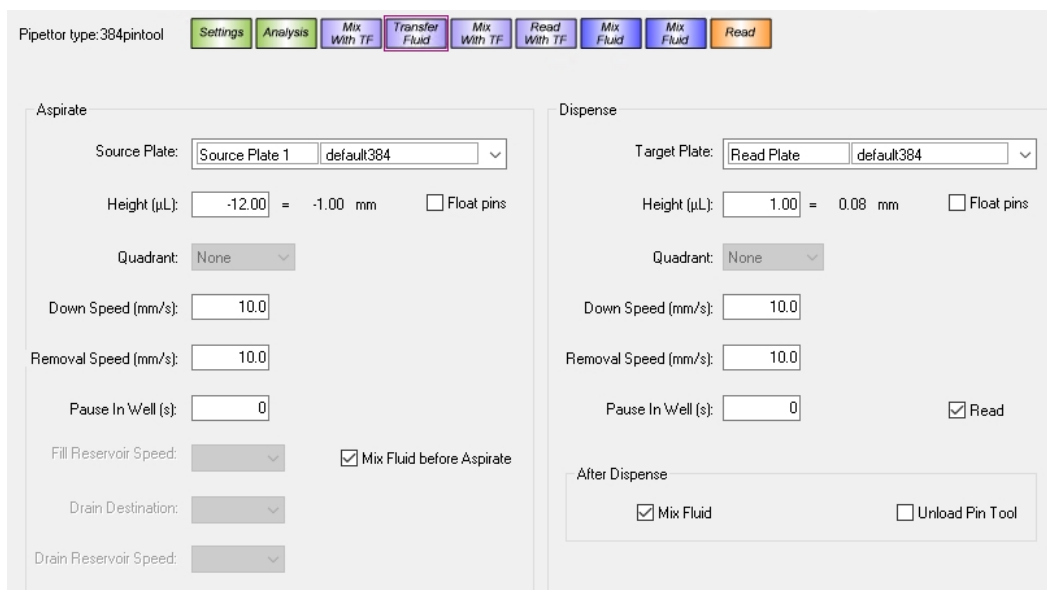 Pipettor type:384pintool
Settings
Analysis
Mix
With TF
Transfer
Fluid
Mix
With TF
Read
With TF
Mix
Fluid
Mix
Fluid
Read
Aspirate
Source Plate: Source Plate 1 default384
Height (µL): -12.00 = -1.00 mm Float pins
Quadrant: None
Down Speed (mm/s): 10.0
Removal Speed (mm/s): 10.0
Pause In Well (s): 0
Fill Reservoir Speed: Mix Fluid before Aspirate
Drain Destination:
Drain Reservoir Speed:
Dispense
Target Plate: Read Plate default384
Height (µL): 1.00 = 0.08 mm Float pins
Quadrant: None
Down Speed (mm/s): 10.0
Removal Speed (mm/s): 10.0
Pause In Well (s): 0 Read
After Dispense
Mix Fluid Unload Pin Tool